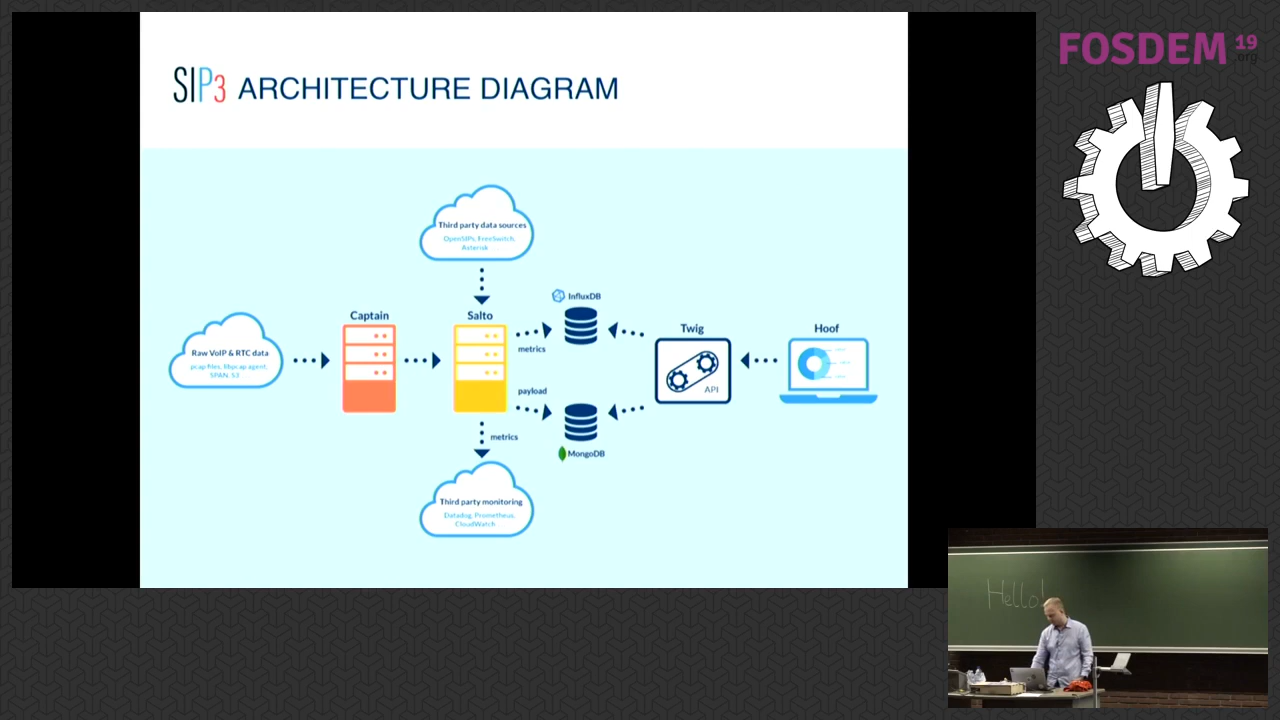 FOSDEM 19
.org
SIP3 ARCHITECTURE DIAGRAM
Third party data sources
OpenSIPs, FreeSwitch,
Asterisk
InfluxDB
Captain
Salto
Twig
Hoof
Raw VoIP & RTC data
pcap files, libpcap agent,
SPAN, S3
metrics
API
payload
metrics
MongoDB
Third party monitoring
Datadog, Prometheus,
CloudWatch
Hello!